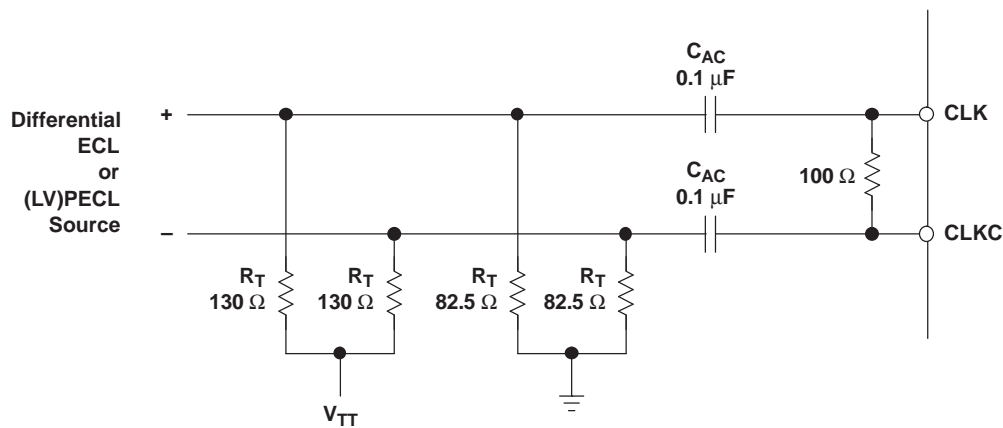 Differential
ECL
or
(LV)PECL
Source
+
−
C_AC
0.1 μF
C_AC
0.1 μF
100 Ω
CLK
CLKC
R_T
130 Ω
R_T
130 Ω
R_T
82.5 Ω
R_T
82.5 Ω
V_TT